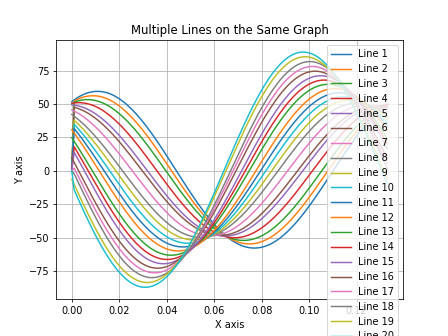 Multiple Lines on the Same Graph
Y axis
75
50
25
0
−25
−50
−75
0.00
0.02
0.04
0.06
0.08
0.10
X axis
Line 1
Line 2
Line 3
Line 4
Line 5
Line 6
Line 7
Line 8
Line 9
Line 10
Line 11
Line 12
Line 13
Line 14
Line 15
Line 16
Line 17
Line 18
Line 19
Line 20